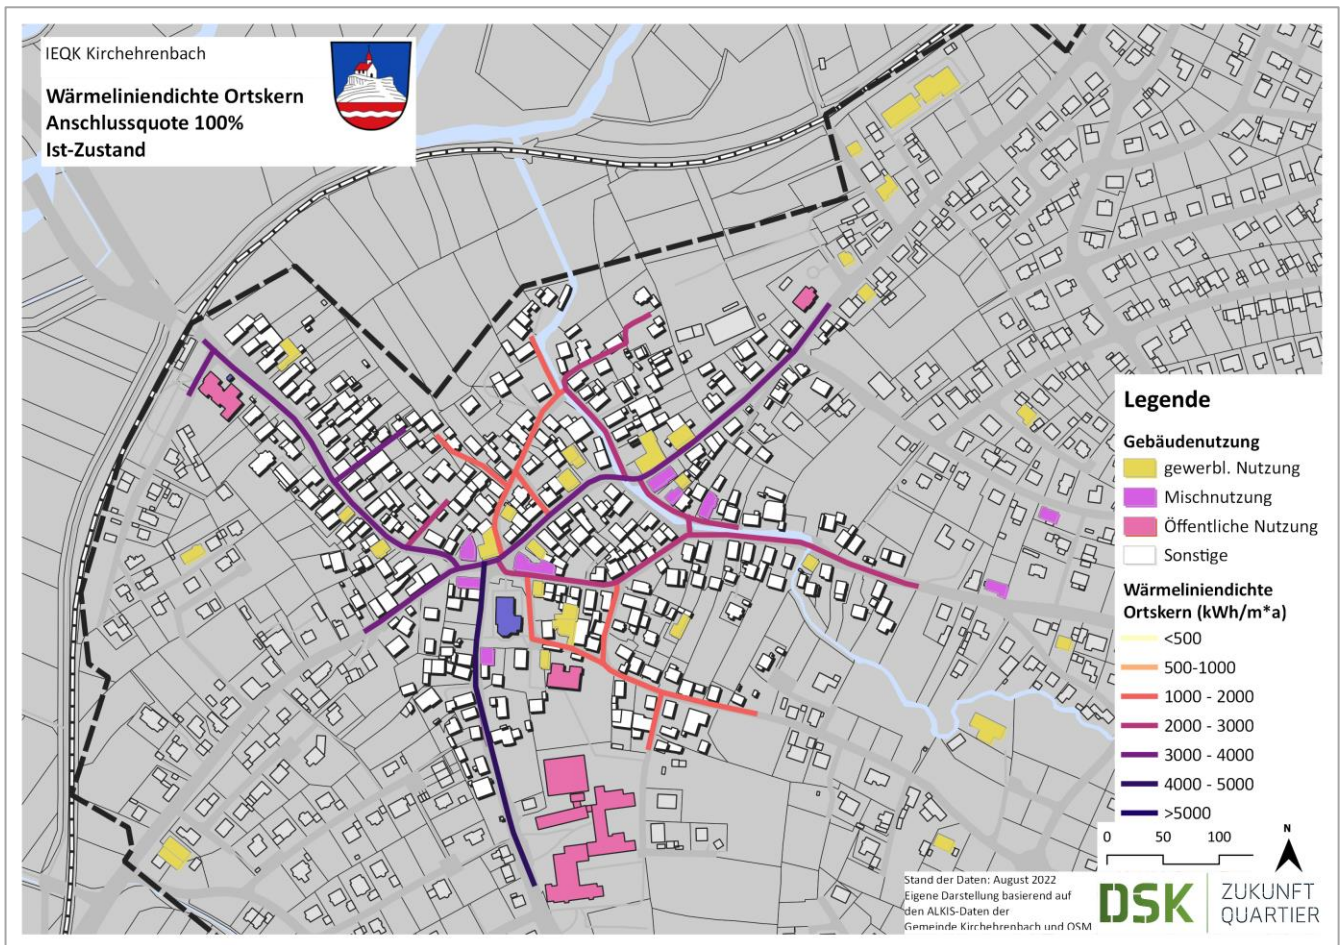 IEQK Kirchehrenbach
Wärmeliniendichte Ortskern
Anschlussquote 100%
Ist-Zustand
Legende
Gebäudenutzung
gewerbl. Nutzung
Mischnutzung
Öffentliche Nutzung
Sonstige
Wärmeliniendichte
Ortskern (kWh/m*a)
<500
500-1000
1000 - 2000
2000 - 3000
3000 - 4000
4000 - 5000
>5000
0 50 100
N
Stand der Daten: August 2022
Eigene Darstellung basierend auf
den ALKIS-Daten der
Gemeinde Kirchehrenbach und OSM
DSK
ZUKUNFT
QUARTIER